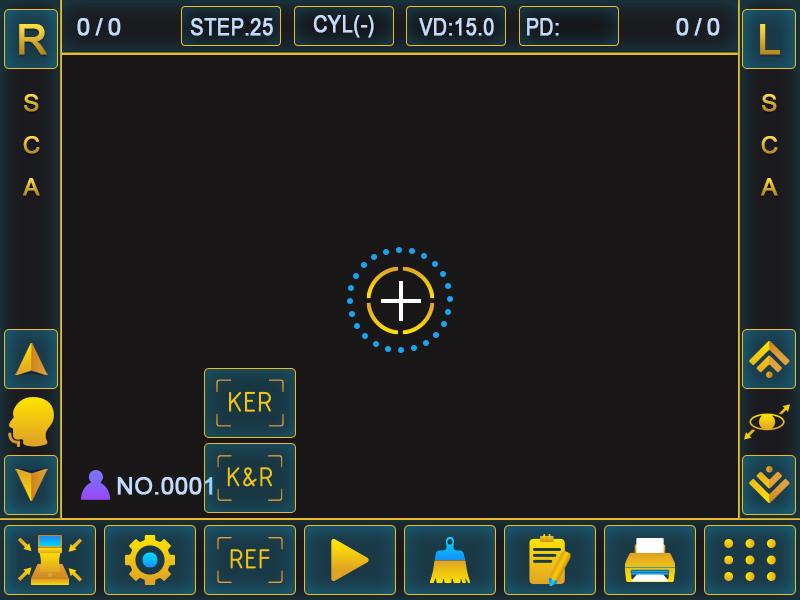 R
0 / 0
STEP.25
CYL(-)
VD:15.0
PD:
0 / 0
L
S
C
A
S
C
A
KER
K&R
NO.0001
REF